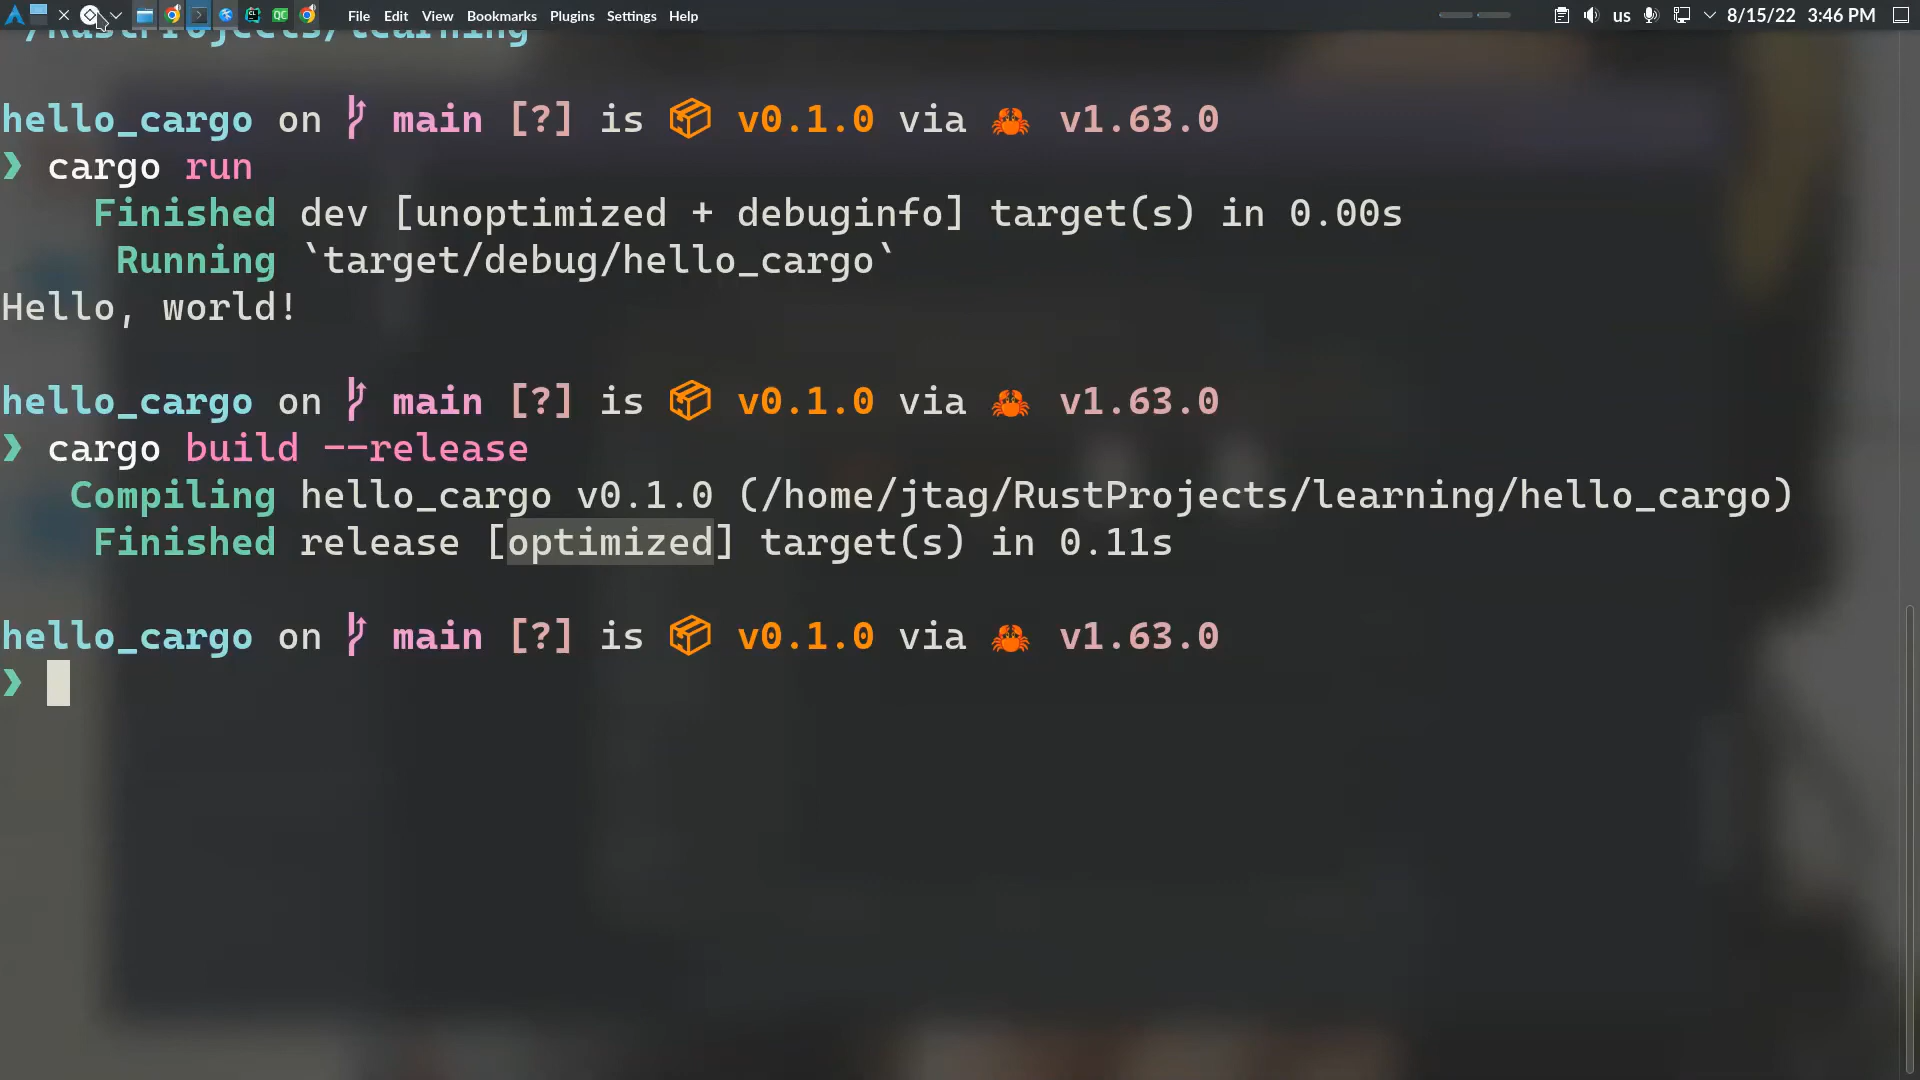 File Edit View Bookmarks Plugins Settings Help us 8/15/22 3:46 PM
~/RustProjects/learning
hello_cargo on main [?] is 📦 v0.1.0 via 🦀 v1.63.0
❯ cargo run
Finished dev [unoptimized + debuginfo] target(s) in 0.00s
Running `target/debug/hello_cargo`
Hello, world!
hello_cargo on main [?] is 📦 v0.1.0 via 🦀 v1.63.0
❯ cargo build --release
Compiling hello_cargo v0.1.0 (/home/jtag/RustProjects/learning/hello_cargo)
Finished release [optimized] target(s) in 0.11s
hello_cargo on main [?] is 📦 v0.1.0 via 🦀 v1.63.0
❯